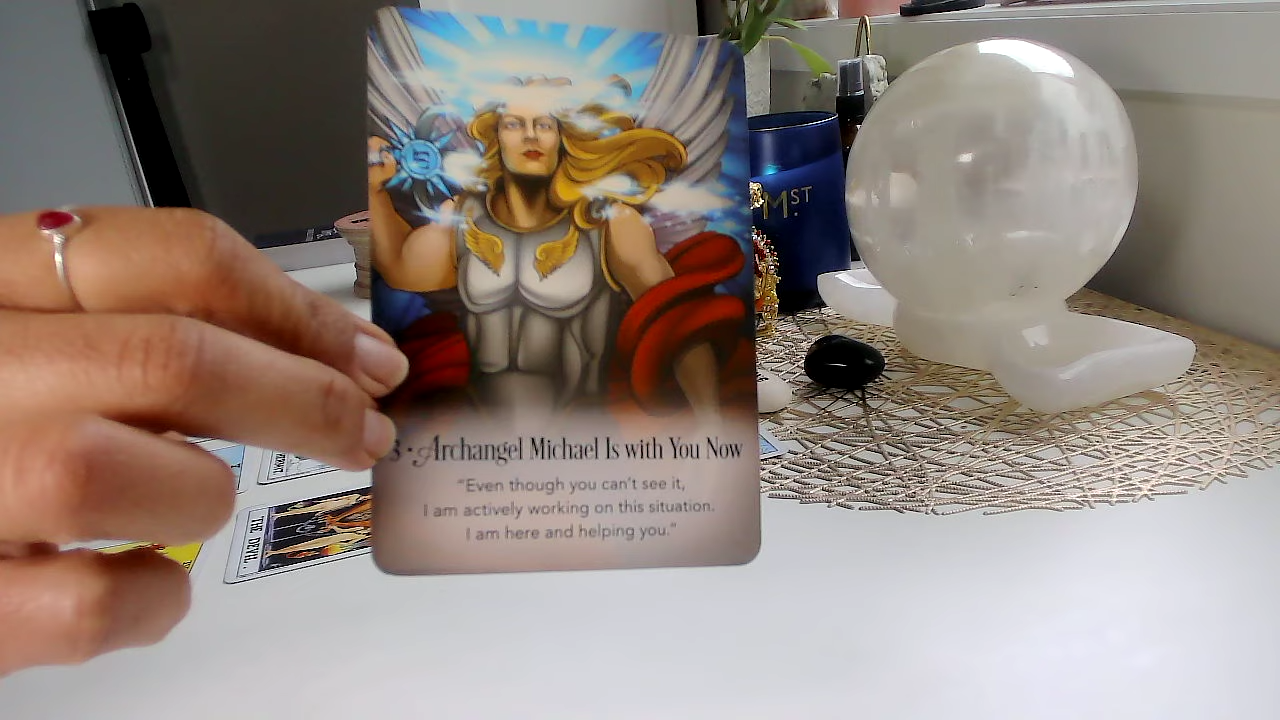 M.ST
3 · Archangel Michael Is with You Now
"Even though you can't see it,
I am actively working on this situation.
I am here and helping you."
THE DEVIL.